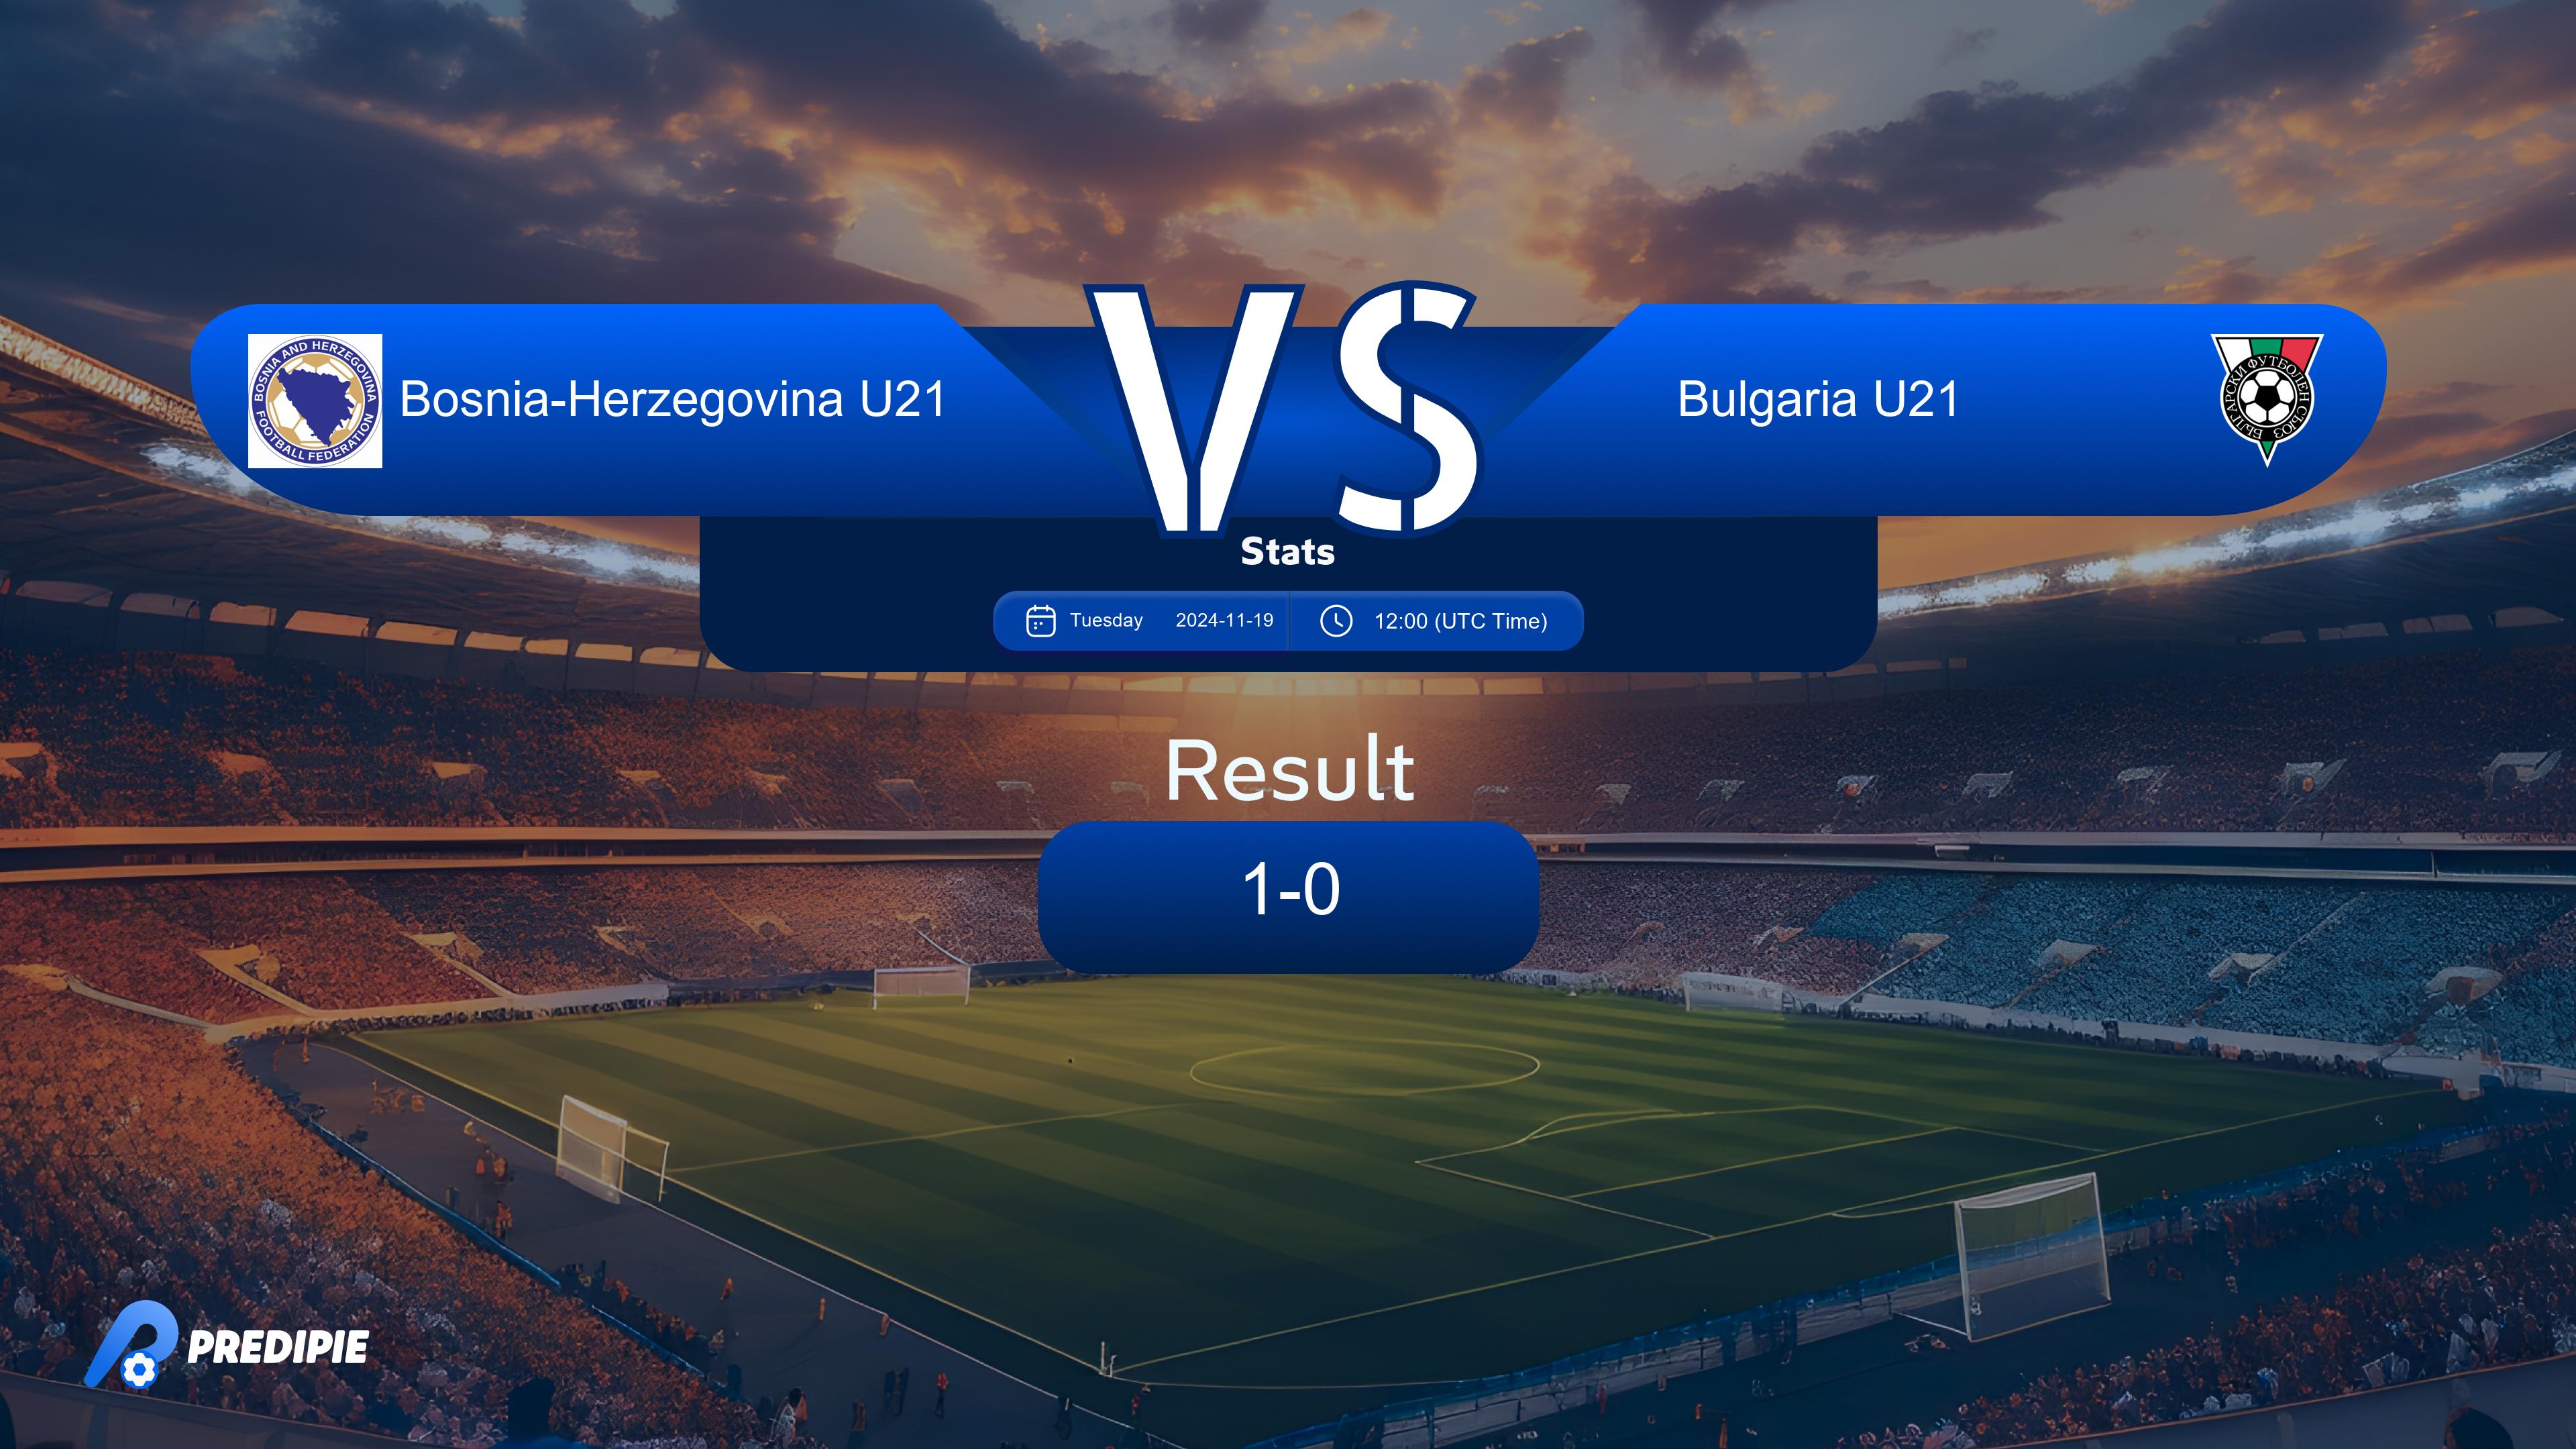 BOSNIA AND HERZEGOVINA
FOOTBALL FEDERATION
Bosnia-Herzegovina U21
VS
Bulgaria U21
БЪЛГАРСКИ ФУТБОЛЕН СЪЮЗ
Stats
Tuesday 2024-11-19 12:00 (UTC Time)
Result
1-0
PREDIPIE